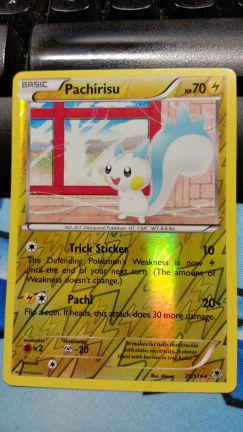 BASIC
Pachirisu
HP 70
NO. 417 EleSquirrel Pokémon HT: 1'04" WT: 8.6 lbs.
Trick Sticker 10
The Defending Pokémon's Weakness is now
until the end of your next turn. (The amount of
Weakness doesn't change.)
Pachi 20+
Flip a coin. If heads, this attack does 30 more damage.
weakness resistance
×2 -20
retreat
It makes fur balls that crackle
with static electricity. It stores
them with berries in tree holes.
Illus.